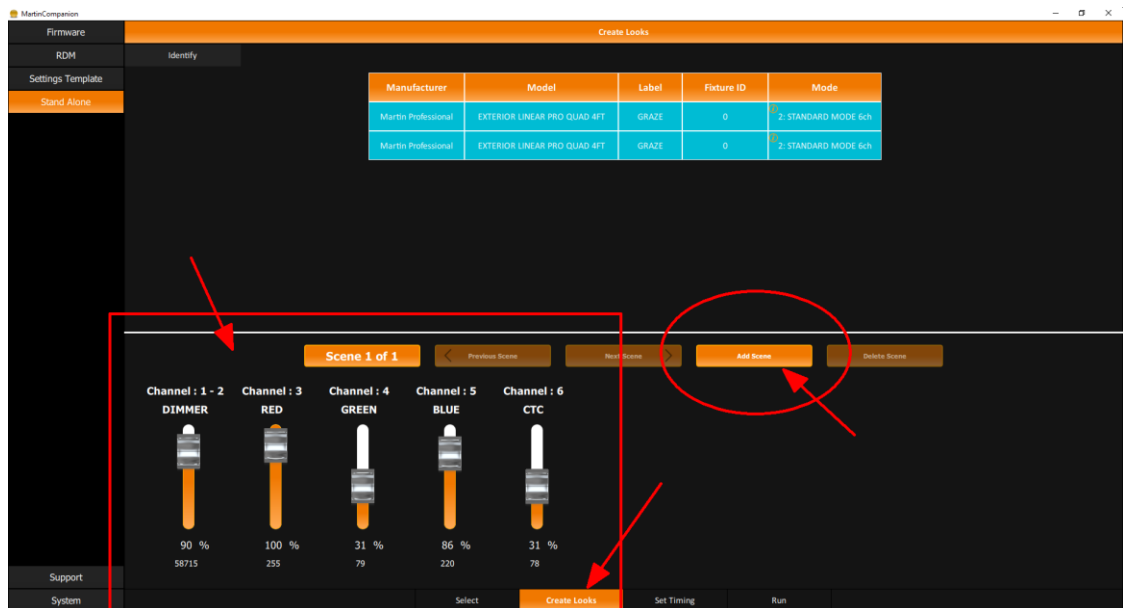 MartinCompanion
Firmware
Create Looks
RDM
Identify
Settings Template
Stand Alone
Manufacturer Model Label Fixture ID Mode
Martin Professional EXTERIOR LINEAR PRO QUAD 4FT GRAZE 0 2: STANDARD MODE 6ch
Martin Professional EXTERIOR LINEAR PRO QUAD 4FT GRAZE 0 2: STANDARD MODE 6ch
Scene 1 of 1 Previous Scene Next Scene Add Scene Delete Scene
Channel : 1 - 2 Channel : 3 Channel : 4 Channel : 5 Channel : 6
DIMMER RED GREEN BLUE CTC
90 % 100 % 31 % 86 % 31 %
58715 255 79 220 78
Support
System
Select Create Looks Set Timing Run